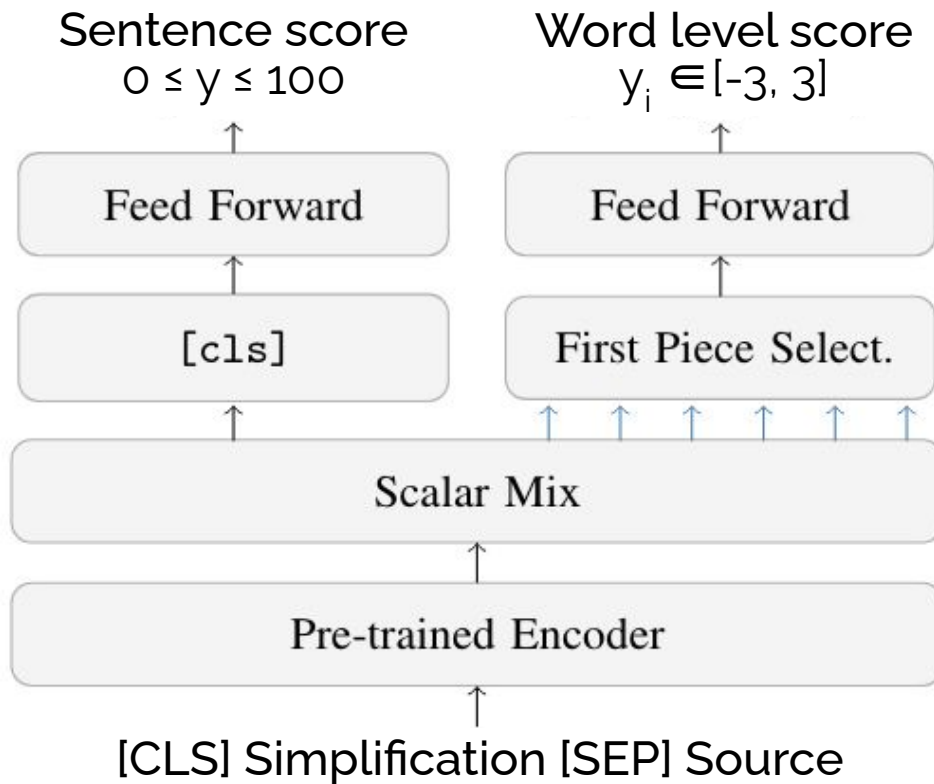 Sentence score
0 ≤ y ≤ 100
Word level score
y_i ∈ [-3, 3]
Feed Forward
Feed Forward
[cls]
First Piece Select.
Scalar Mix
Pre-trained Encoder
[CLS] Simplification [SEP] Source